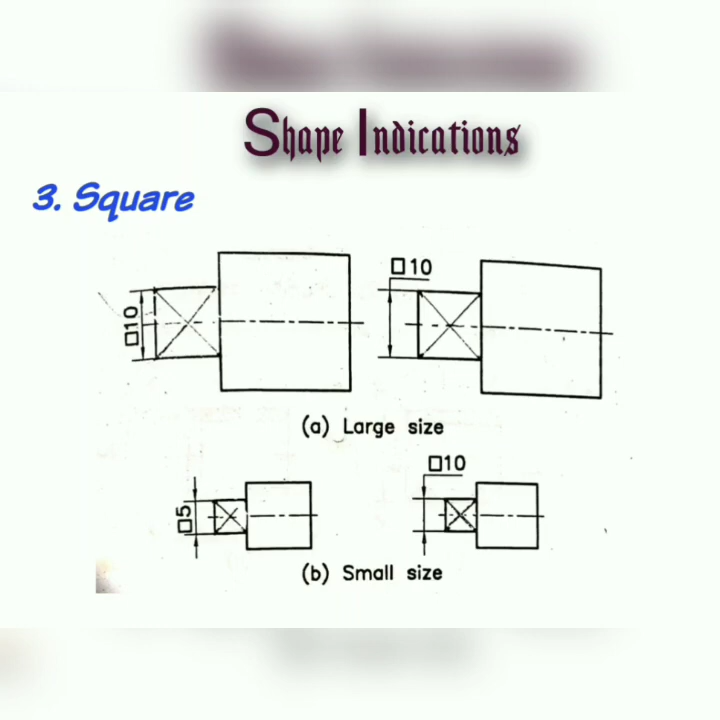 Shape Indications
3. Square
□10
□10
(a) Large size
□5
□10
(b) Small size